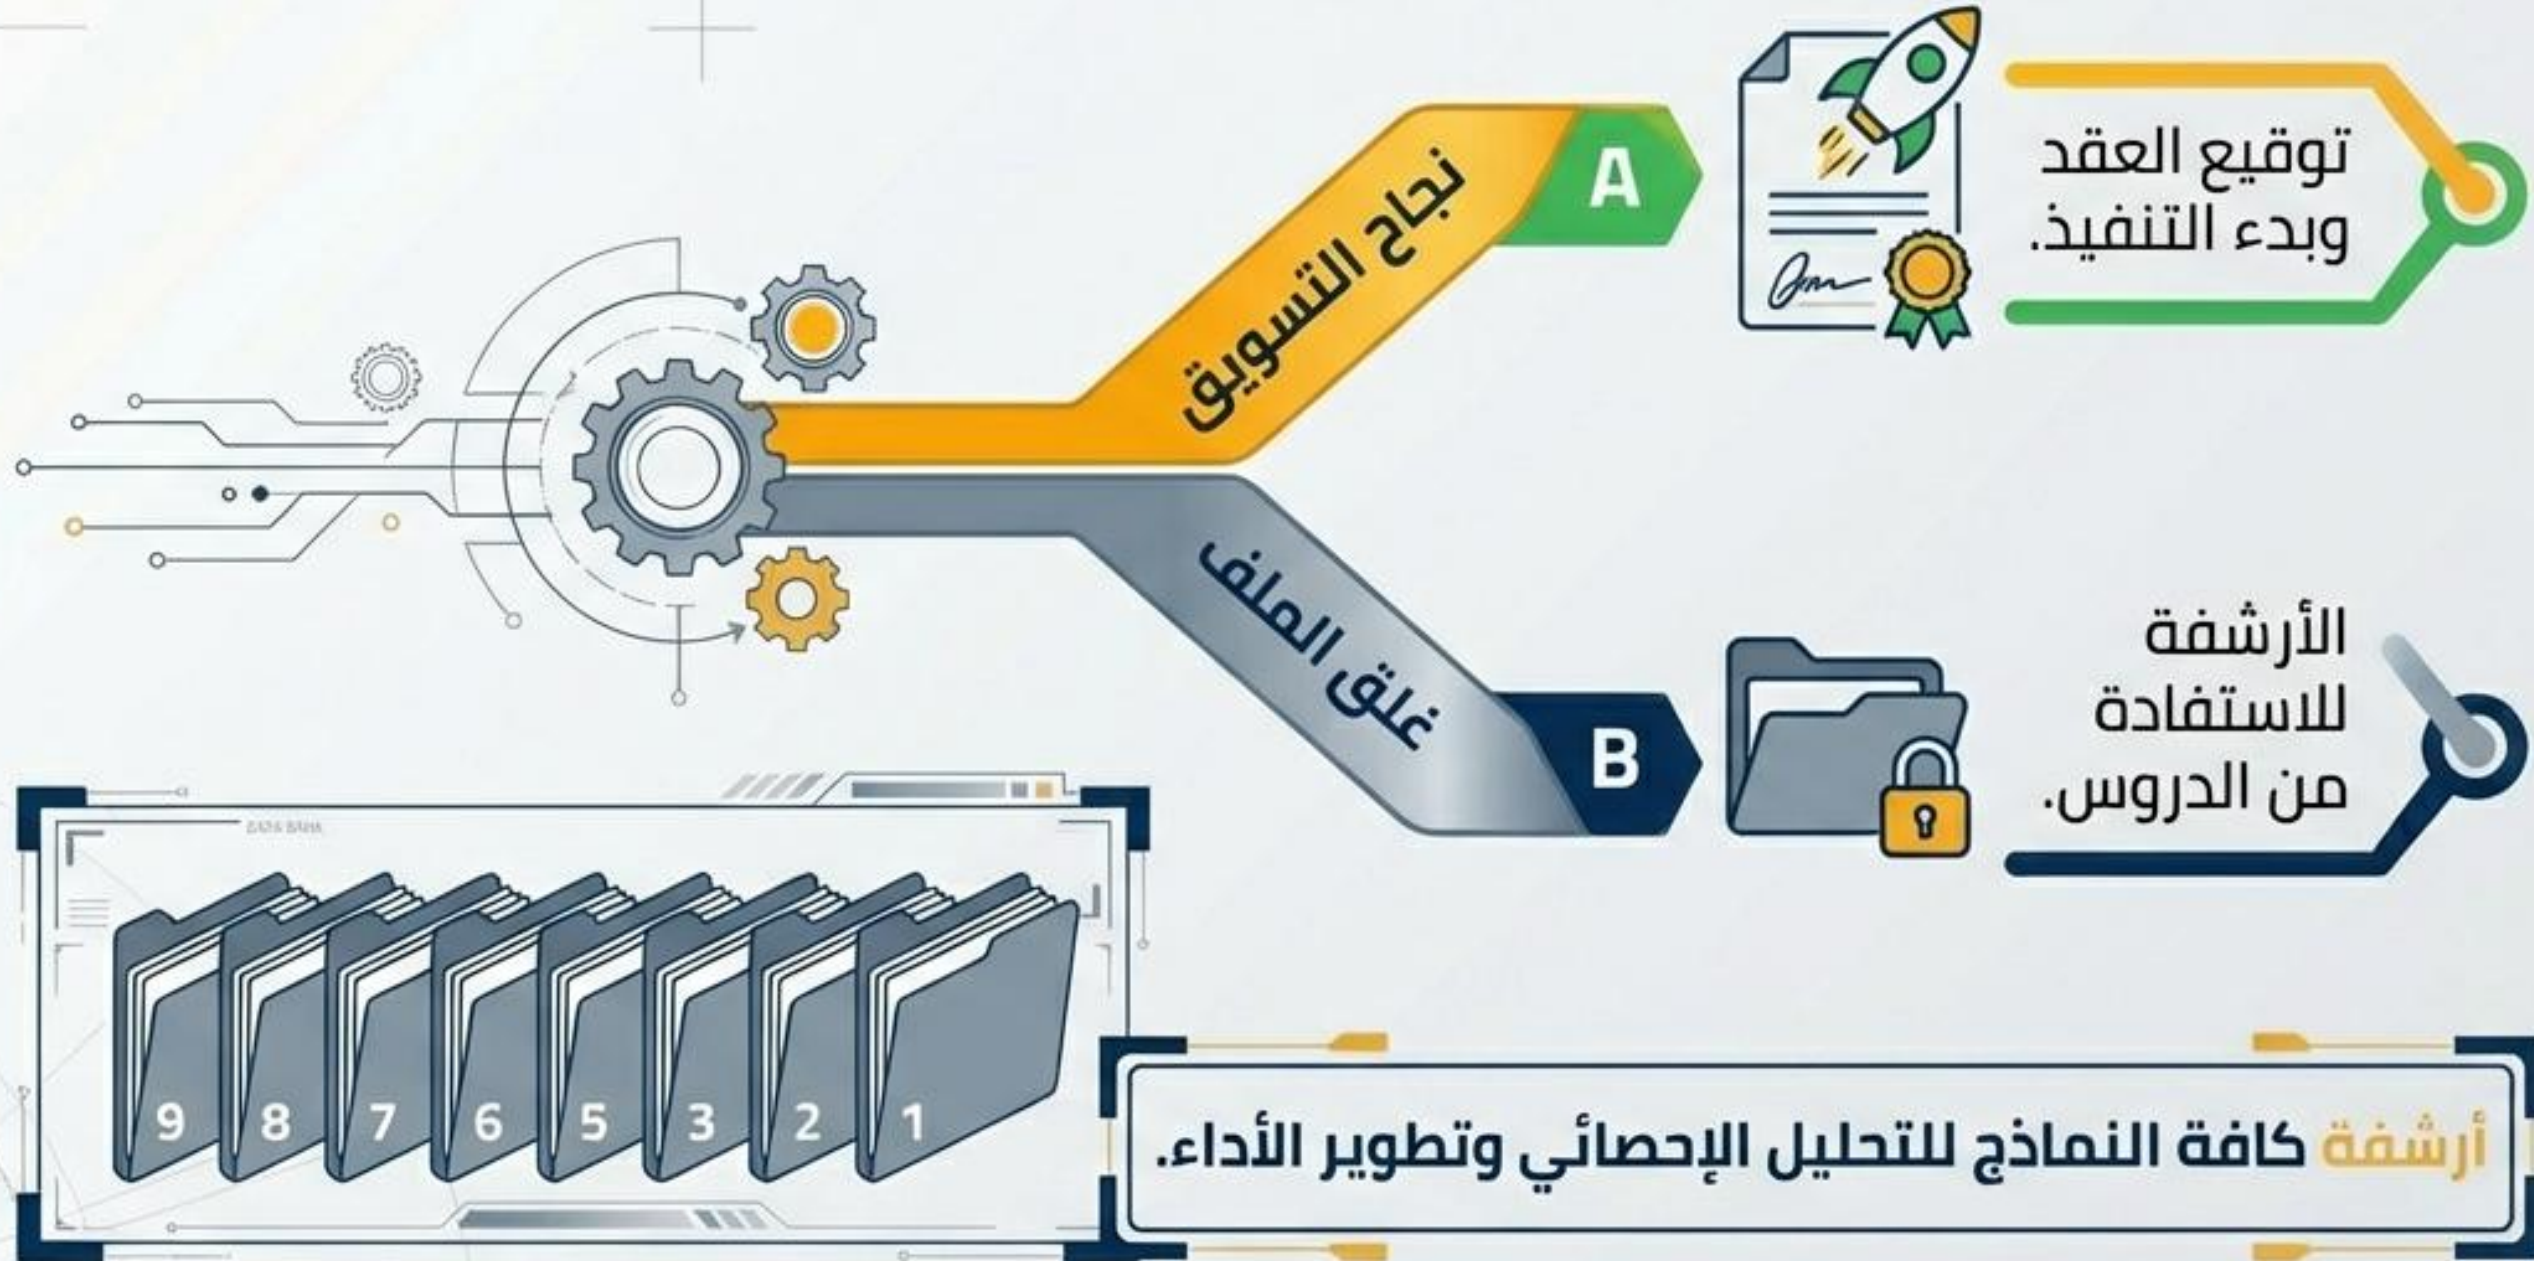 نجاح التسويق
A
توقيع العقد
وبدء التنفيذ.
غلق الملف
B
الأرشفة
للاستفادة
من الدروس.
9 8 7 6 5 3 2 1
أرشفة كافة النماذج للتحليل الإحصائي وتطوير الأداء.